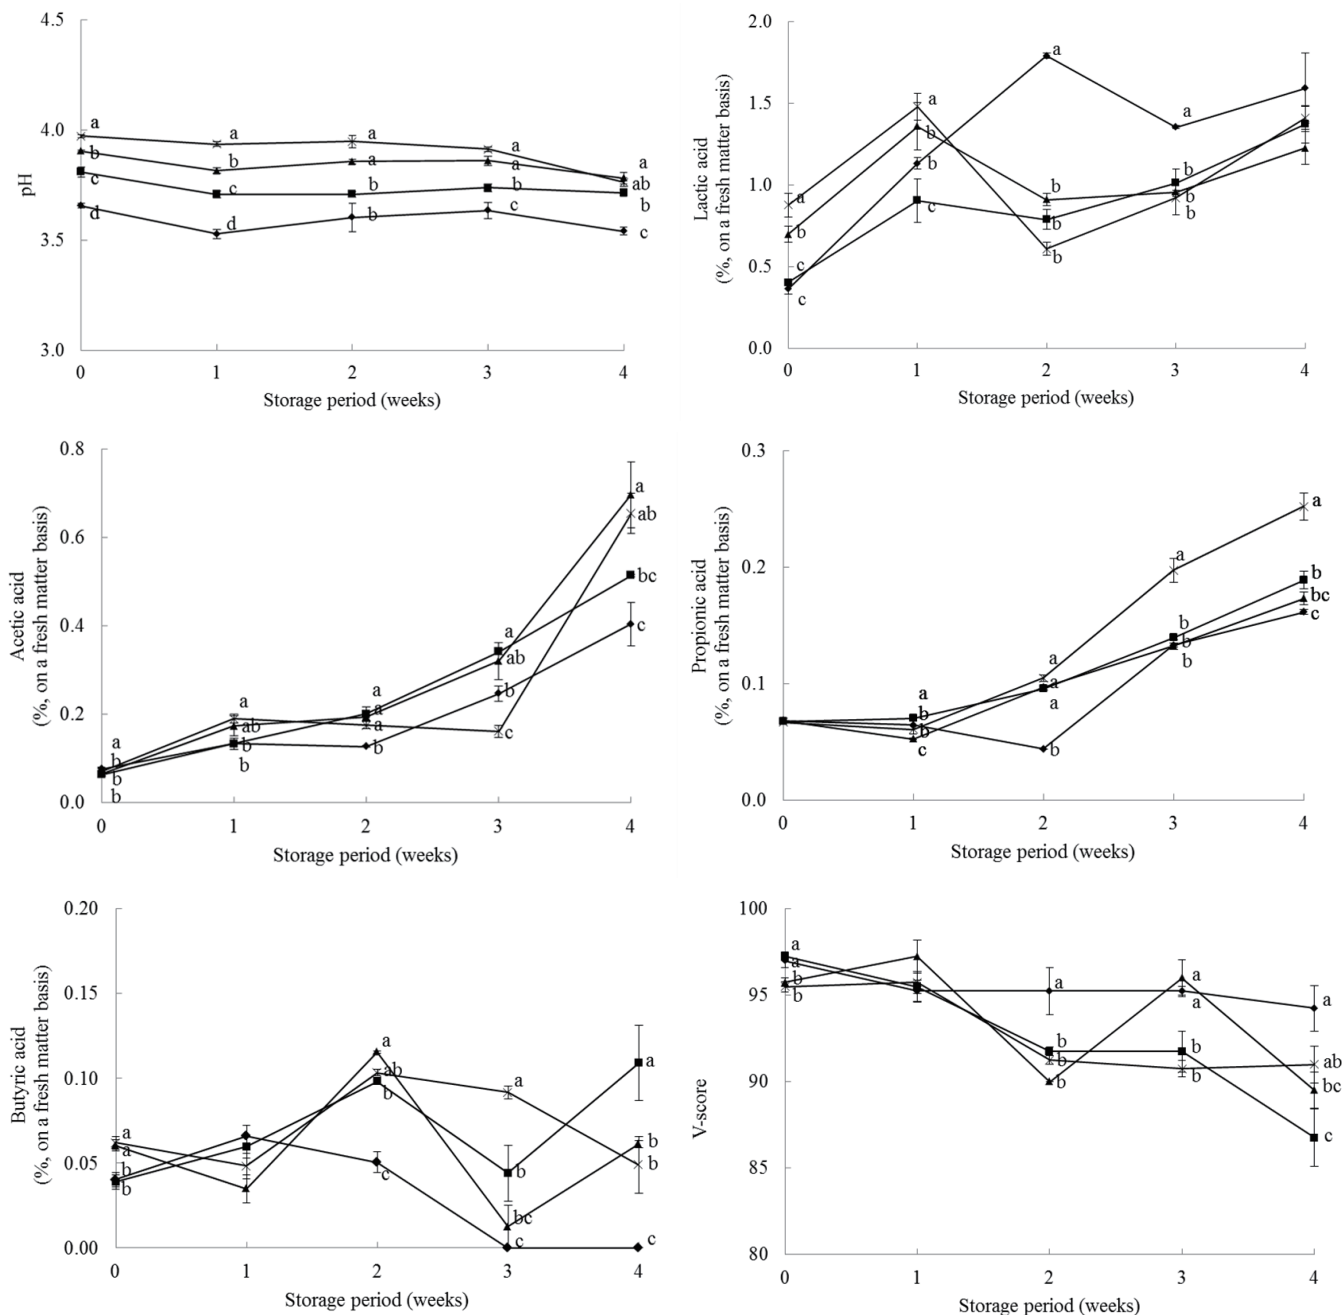 4.5
4.0
3.5
3.0
pH
a
b
c
d
a
b
c
d
a
a
b
b
a
a
b
c
a
ab
b
c
0
1
2
3
4
Storage period (weeks)
2.0
1.5
1.0
0.5
0.0
Lactic acid
(%, on a fresh matter basis)
a
b
c
c
a
b
b
c
a
b
b
b
a
b
b
b
0
1
2
3
4
Storage period (weeks)
0.8
0.6
0.4
0.2
0.0
Acetic acid
(%, on a fresh matter basis)
a
b
b
b
a
ab
b
b
a
a
a
b
a
ab
b
c
a
ab
bc
c
0
1
2
3
4
Storage period (weeks)
0.3
0.2
0.1
0.0
Propionic acid
(%, on a fresh matter basis)
a
b
b
c
a
a
a
b
a
b
b
b
a
b
bc
c
0
1
2
3
4
Storage period (weeks)
0.20
0.15
0.10
0.05
0.00
Butyric acid
(%, on a fresh matter basis)
a
a
b
b
a
ab
b
c
a
b
bc
c
a
b
b
c
0
1
2
3
4
Storage period (weeks)
100
95
90
85
80
V-score
a
a
b
b
a
b
b
b
a
a
b
b
a
ab
bc
c
0
1
2
3
4
Storage period (weeks)